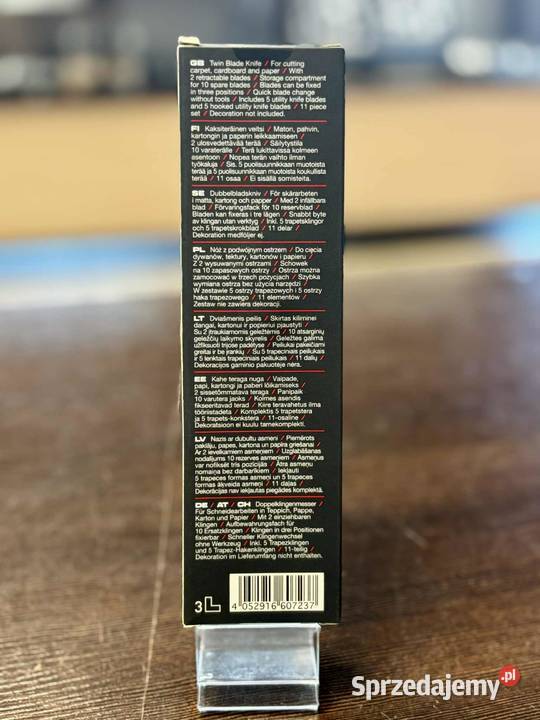 GB Twin Blade Knife / For cutting
carpet, cardboard and paper / With
2 retractable blades / Storage compartment
for 10 spare blades / Blades can be fixed
in three positions / Quick blade change
without tools / Includes 5 utility knife blades
and 5 hooked utility knife blades / 11 piece
set / Decoration not included.
FI Kaksiteräinen veitsi / Maton, pahvin,
kartongin ja paperin leikkaamiseen /
2 ulosvedettävää terää / Säilytystila
10 varaterälle / Terä lukittavissa kolmeen
asentoon / Nopea terän vaihto ilman
työkaluja / Sis. 5 puolisuunnikkaan muotoista
terää ja 5 puolisuunnikkaan muotoista koukullista
terää / 11 osaa / Ei sisällä somisteita.
SE Dubbelbladskniv / För skärarbeten
i matta, kartong och papper / Med 2 infällbara
blad / Förvaringsfack för 10 reservblad /
Bladen kan fixeras i tre lägen / Snabbt byte
av klingan utan verktyg / Inkl. 5 trapetsklingor
och 5 trapetskrokblad / 11 delar /
Dekoration medföljer ej.
PL Nóż z podwójnym ostrzem / Do cięcia
dywanów, tektury, kartonów i papieru /
Z 2 wysuwanymi ostrzami / Schowek
na 10 zapasowych ostrzy / Ostrza można
zamocować w trzech pozycjach / Szybka
wymiana ostrzy bez użycia narzędzi /
W zestawie 5 ostrzy trapezowych i 5 ostrzy
haka trapezowego / 11 elementów /
Zestaw nie zawiera dekoracji.
LT Dviašmenis peilis / Skirtas kiliminei
dangai, kartonui ir popieriui pjaustyti /
Su 2 įtraukiamomis geležtėmis / 10 atsarginių
geležčių laikymo skyrelis / Geležtes galima
užfiksuoti trijose padėtyse / Peiliukai pakeičiami
greitai ir be įrankių / Su 5 trapeciniais peiliukais
ir 5 lenktais trapeciniais peiliukais / 11 dalių /
Dekoracijos gaminio pakuotėje nėra.
EE Kahe teraga nuga / Vaipade,
papi, kartongi ja paberi lõikamiseks /
2 sissetõmmatava teraga / Panipaik
10 varutera jaoks / Kolmes asendis
fikseeritavad terad / Kiire teravahetus ilma
tööriistadeta / Komplektis 5 trapetstera
ja 5 trapets-konkstera / 11-osaline /
Dekoratsioon ei kuulu tarnekomplekti.
LV Nazis ar dubultu asmeni / Piemērots
paklāju, papes, kartona un papīra griešanai /
Ar 2 ievelkamiem asmeņiem / Uzglabāšanas
nodalījums 10 rezerves asmeņiem / Asmeņus
var nofiksēt trīs pozīcijās / Ātra asmeņu
nomaiņa bez darbarīkiem / Iekļauti
5 trapeces formas asmeņi un 5 trapeces
formas āķveida asmeņi / 11 daļas /
Dekorācijas nav iekļautas piegādes komplektā.
DE / AT / CH Doppelklingenmesser /
Für Schneidearbeiten in Teppich, Pappe,
Karton und Papier / Mit 2 einziehbaren
Klingen / Aufbewahrungsfach für
10 Ersatzklingen / Klingen in drei Positionen
fixierbar / Schneller Klingenwechsel
ohne Werkzeug / Inkl. 5 Trapezklingen
und 5 Trapez-Hakenklingen / 11-teilig /
Dekoration im Lieferumfang nicht enthalten.
3L
4 052916 607237
Sprzedajemy.pl